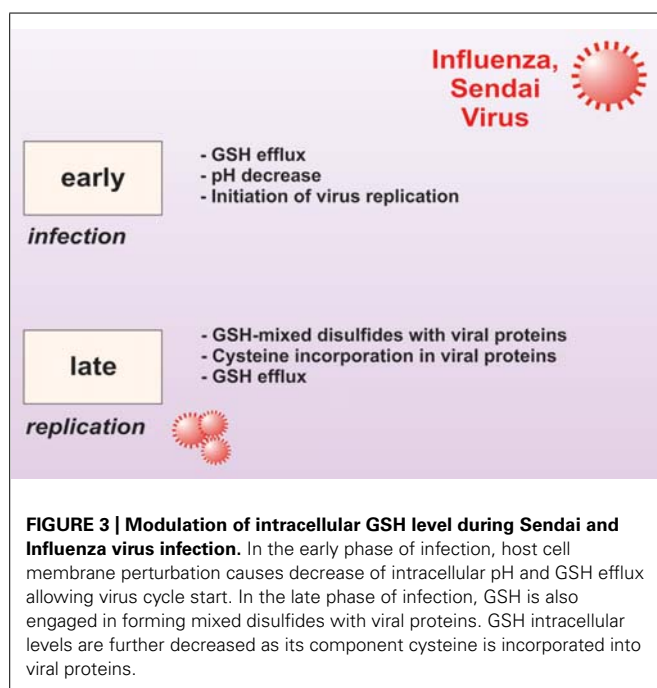 Influenza,
Sendai
Virus
early
- GSH efflux
- pH decrease
- Initiation of virus replication
infection
late
- GSH-mixed disulfides with viral proteins
- Cysteine incorporation in viral proteins
- GSH efflux
replication
FIGURE 3 | Modulation of intracellular GSH level during Sendai and
Influenza virus infection. In the early phase of infection, host cell
membrane perturbation causes decrease of intracellular pH and GSH efflux
allowing virus cycle start. In the late phase of infection, GSH is also
engaged in forming mixed disulfides with viral proteins. GSH intracellular
levels are further decreased as its component cysteine is incorporated into
viral proteins.